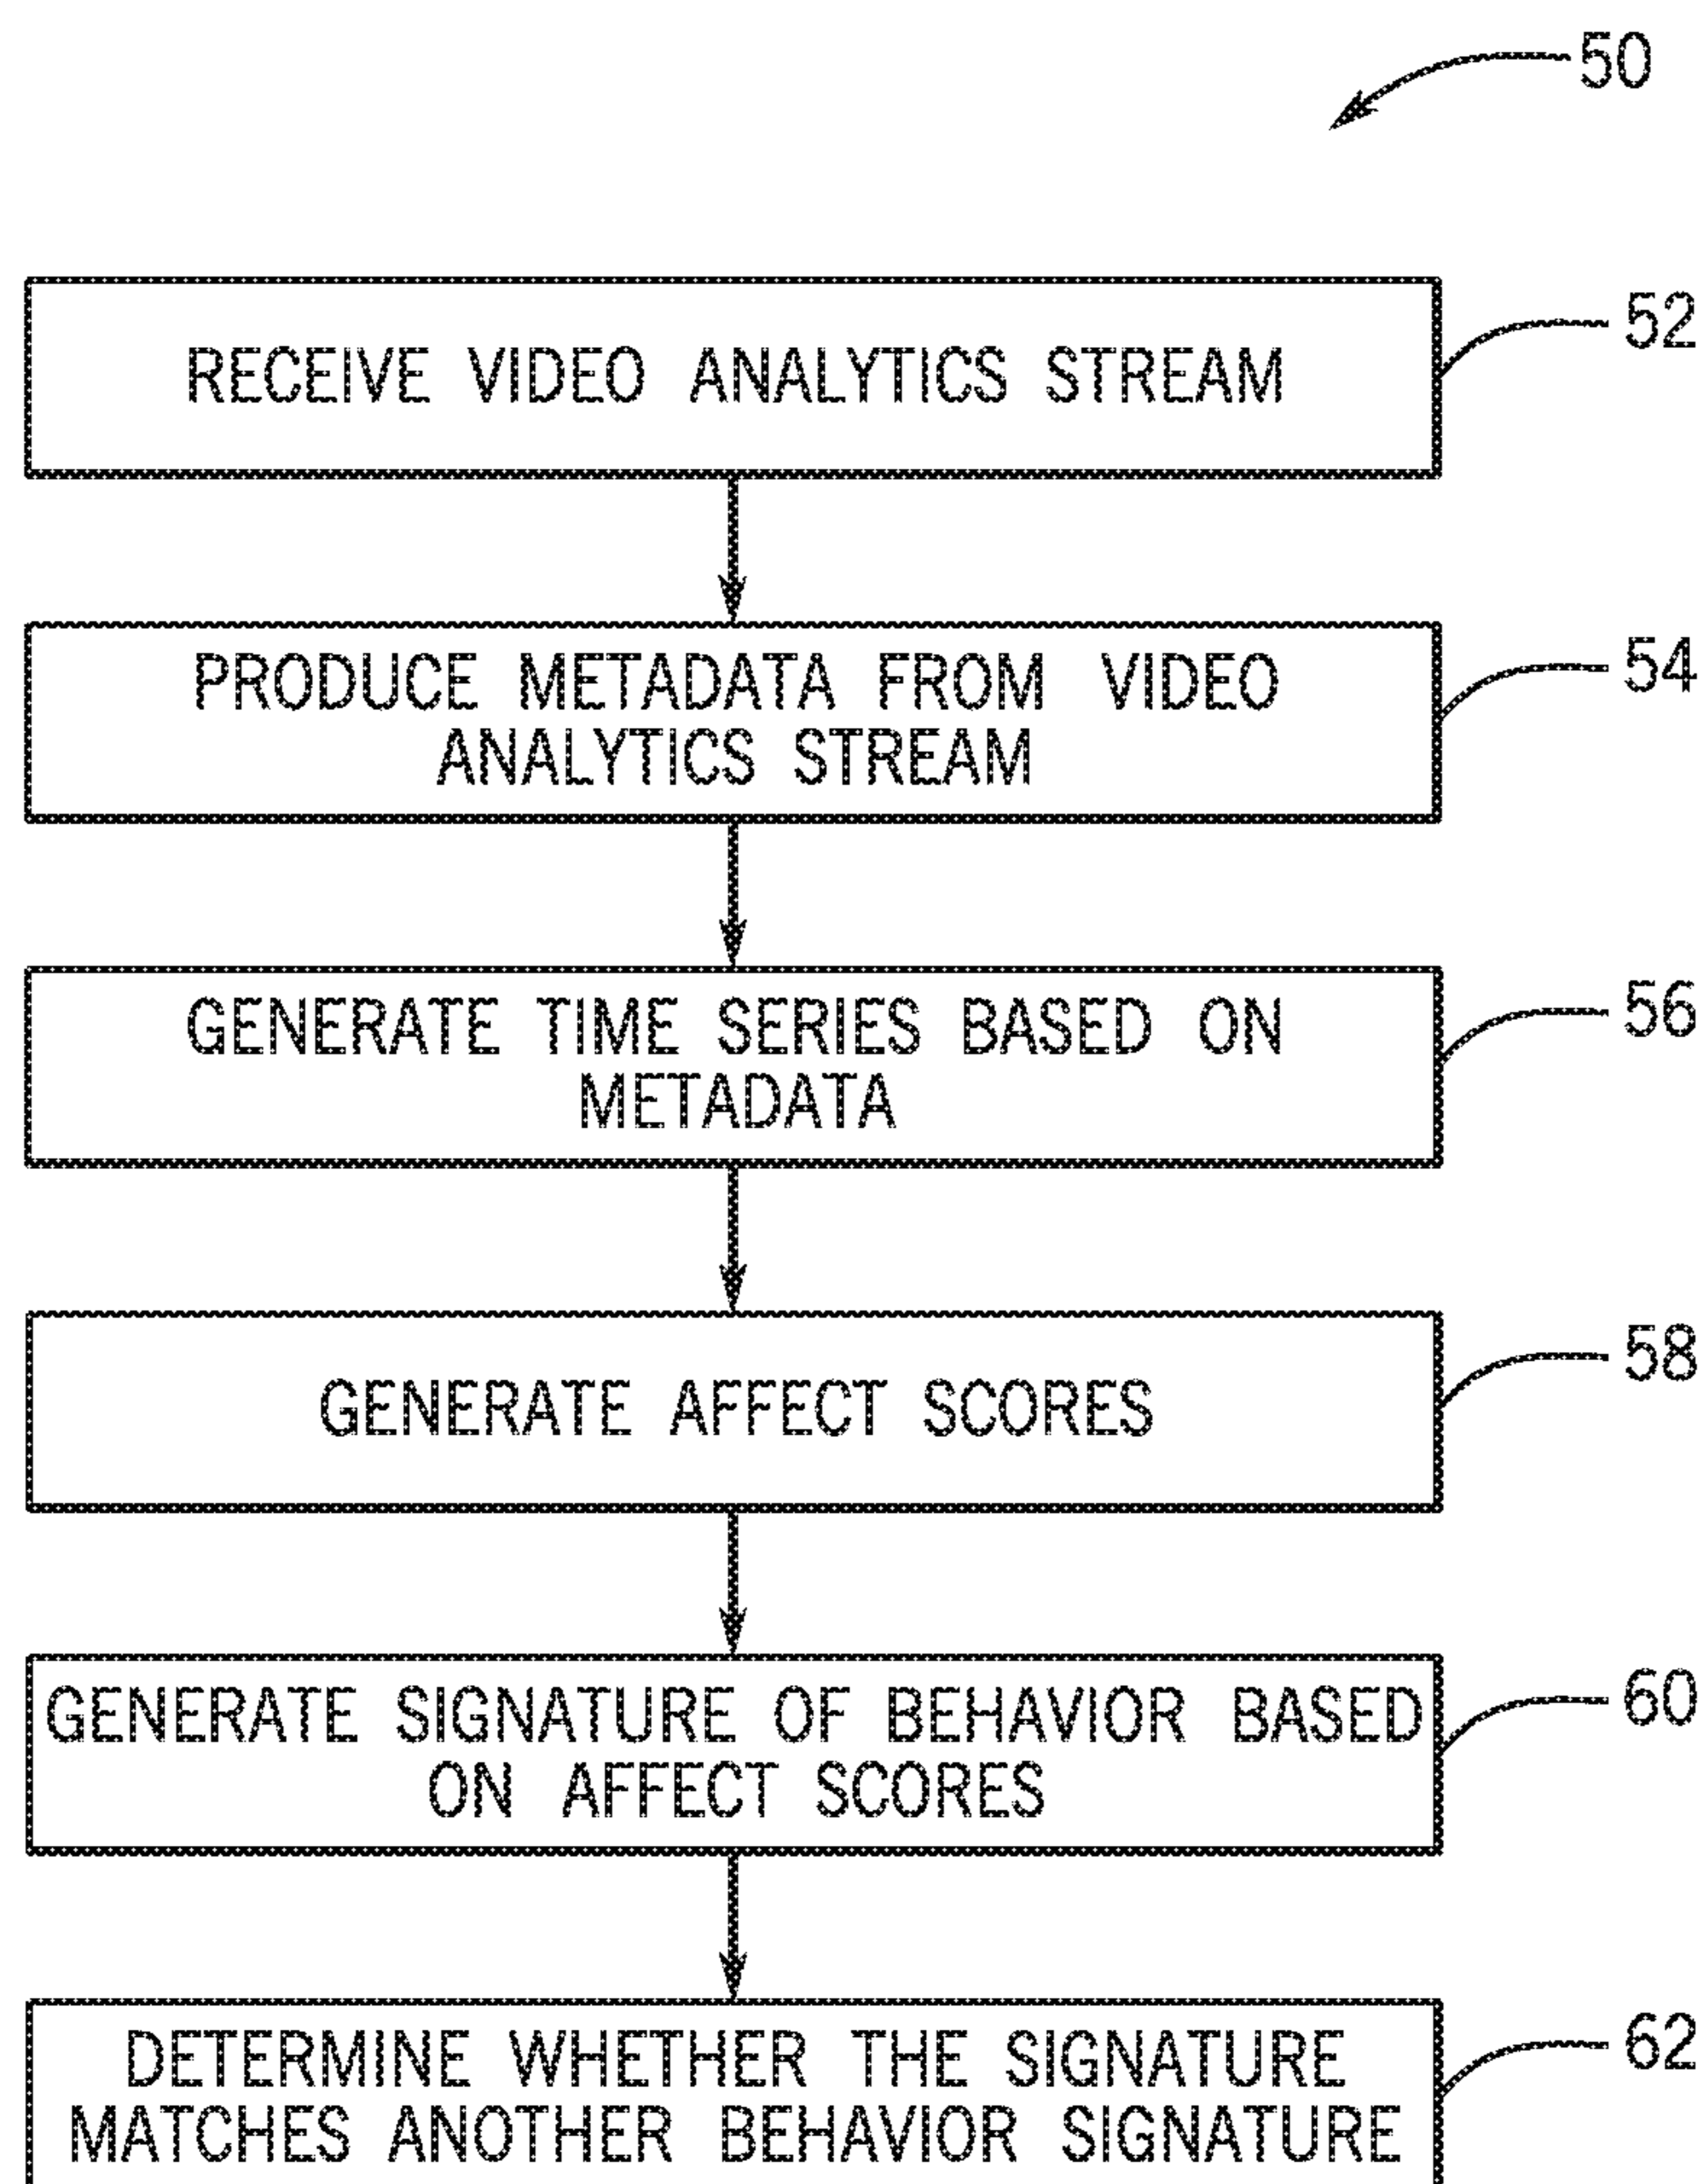 50
RECEIVE VIDEO ANALYTICS STREAM
52
PRODUCE METADATA FROM VIDEO
ANALYTICS STREAM
54
GENERATE TIME SERIES BASED ON
METADATA
56
GENERATE AFFECT SCORES
58
GENERATE SIGNATURE OF BEHAVIOR BASED
ON AFFECT SCORES
60
DETERMINE WHETHER THE SIGNATURE
MATCHES ANOTHER BEHAVIOR SIGNATURE
62